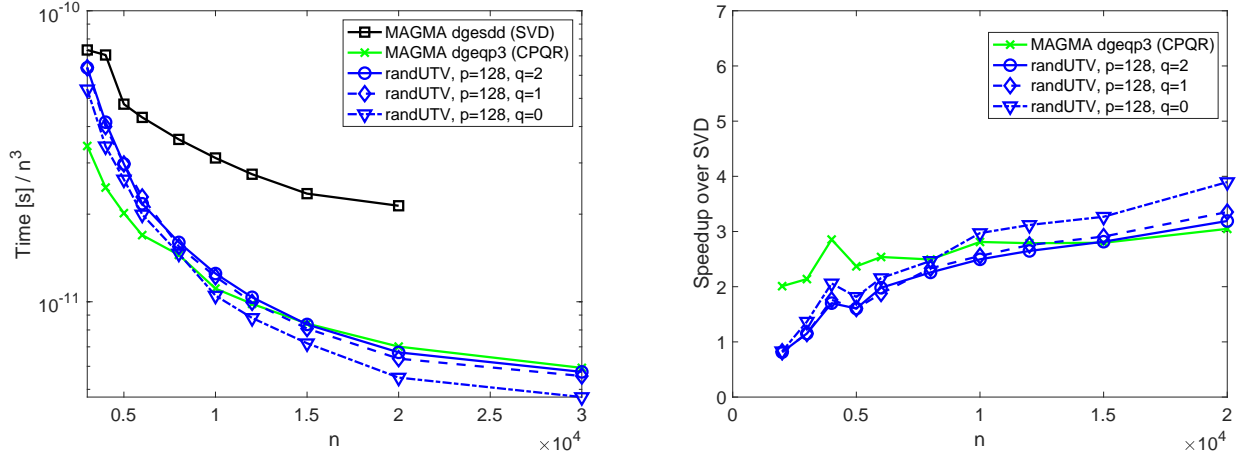 10^-10
10^-11
Time [s] / n^3
MAGMA dgesdd (SVD)
MAGMA dgeqp3 (CPQR)
randUTV, p=128, q=2
randUTV, p=128, q=1
randUTV, p=128, q=0
0.5 1 1.5 2 2.5 3
n
×10^4
7
6
5
4
3
2
1
0
Speedup over SVD
MAGMA dgeqp3 (CPQR)
randUTV, p=128, q=2
randUTV, p=128, q=1
randUTV, p=128, q=0
0 0.5 1 1.5 2
n
×10^4